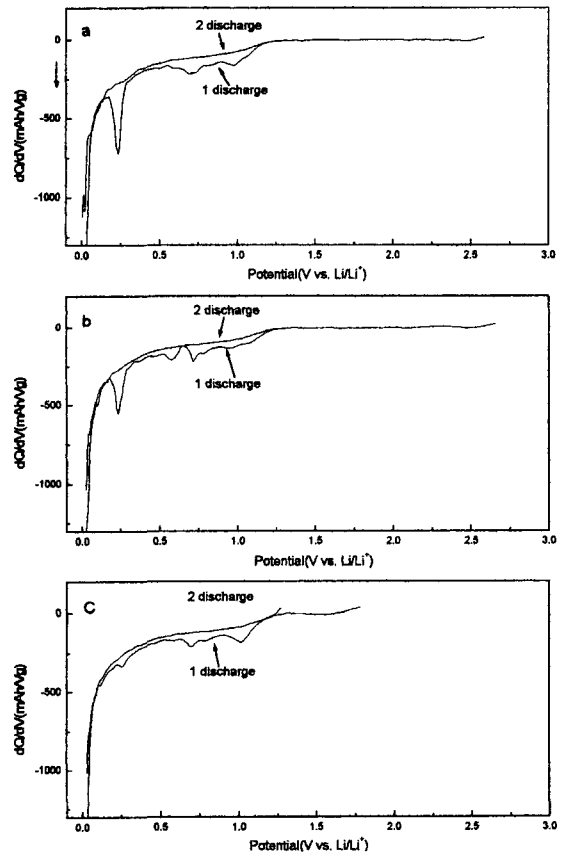 a
2 discharge
1 discharge
0
-500
-1000
dQ/dV(mAh/Vg)
0.0 0.5 1.0 1.5 2.0 2.5 3.0
Potential(V vs. Li/Li⁺)
b
2 discharge
1 discharge
0
-500
-1000
dQ/dV(mAh/Vg)
0.0 0.5 1.0 1.5 2.0 2.5 3.0
Potential(V vs. Li/Li⁺)
C
2 discharge
1 discharge
0
-500
-1000
dQ/dV(mAh/Vg)
0.0 0.5 1.0 1.5 2.0 2.5 3.0
Potential(V vs. Li/Li⁺)